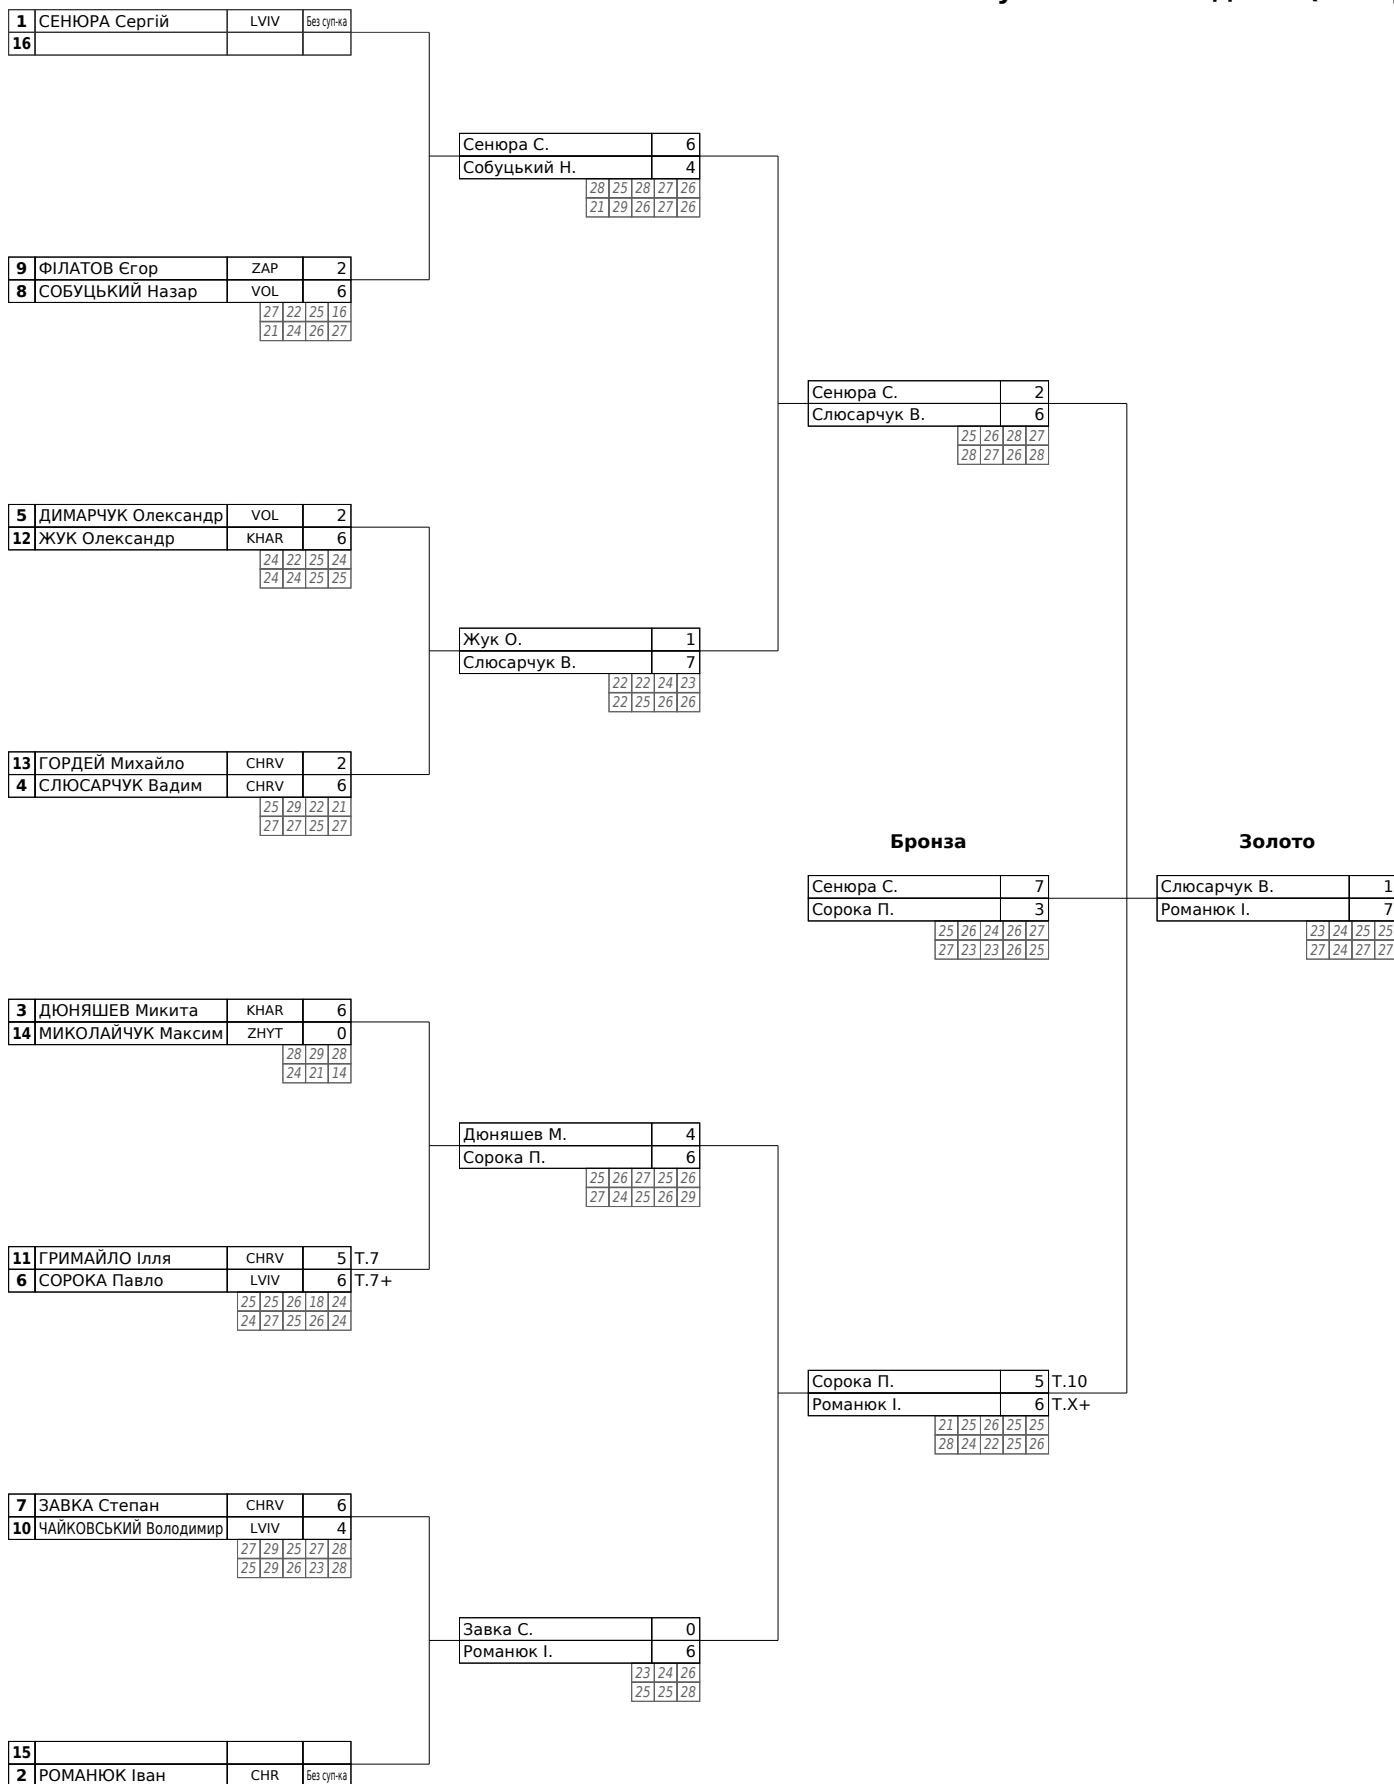 1 СЕНЮРА Сергій LVIV Без суп-ка
16
Сенюра С. 6
Собуцький Н. 4
28 25 28 27 26
21 29 26 27 26
9 ФІЛАТОВ Єгор ZAP 2
8 СОБУЦЬКИЙ Назар VOL 6
27 22 25 16
21 24 26 27
Сенюра С. 2
Слюсарчук В. 6
25 26 28 27
28 27 26 28
5 ДИМАРЧУК Олександр VOL 2
12 ЖУК Олександр KHAR 6
24 22 25 24
24 24 25 25
Жук О. 1
Слюсарчук В. 7
22 22 24 23
22 25 26 26
13 ГОРДЕЙ Михайло CHRV 2
4 СЛЮСАРЧУК Вадим CHRV 6
25 29 22 21
27 27 25 27
Бронза Золото
Сенюра С. 7 Слюсарчук В. 1
Сорока П. 3 Романюк І. 7
25 26 24 26 27 23 24 25 25
27 23 23 26 25 27 24 27 27
3 ДЮНЯШЕВ Микита KHAR 6
14 МИКОЛАЙЧУК Максим ZHYT 0
28 29 28
24 21 14
Дюняшев М. 4
Сорока П. 6
25 26 27 25 26
27 24 25 26 29
11 ГРИМАЙЛО Ілля CHRV 5 T.7
6 СОРОКА Павло LVIV 6 T.7+
25 25 26 18 24
24 27 25 26 24
Сорока П. 5 T.10
Романюк І. 6 T.X+
21 25 26 25 25
28 24 22 25 26
7 ЗАВКА Степан CHRV 6
10 ЧАЙКОВСЬКИЙ Володимир LVIV 4
27 29 25 27 28
25 29 26 23 28
Завка С. 0
Романюк І. 6
23 24 26
25 25 28
15
2 РОМАНЮК Іван CHR Без суп-ка